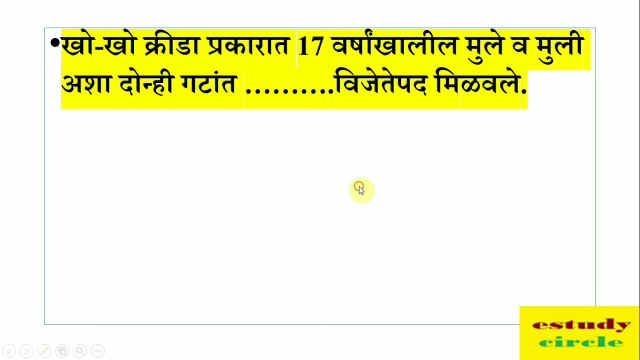 •खो-खो क्रीडा प्रकारात 17 वर्षांखालील मुले व मुली
अशा दोन्ही गटांत ..........विजेतेपद मिळवले.
estudy
circle